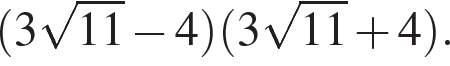 (3√11 − 4)(3√11 + 4).